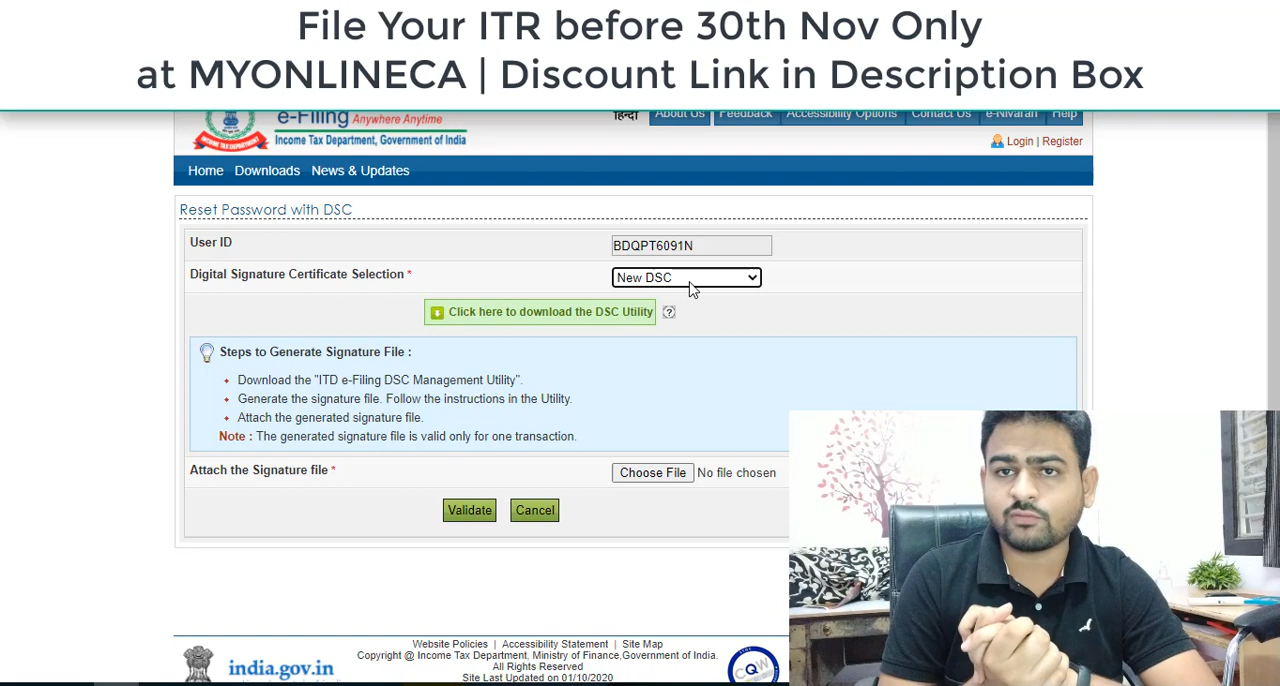 File Your ITR before 30th Nov Only
at MYONLINECA | Discount Link in Description Box
e-Filing Anywhere Anytime
Income Tax Department, Government of India
हिन्दी About Us Feedback Accessibility Options Contact Us e-Nivaran Help
Login | Register
Home Downloads News & Updates
Reset Password with DSC
User ID BDQPT6091N
Digital Signature Certificate Selection * New DSC
Click here to download the DSC Utility ?
Steps to Generate Signature File :
Download the "ITD e-Filing DSC Management Utility".
Generate the signature file. Follow the instructions in the Utility.
Attach the generated signature file.
Note : The generated signature file is valid only for one transaction.
Attach the Signature file * Choose File No file chosen
Validate Cancel
Website Policies | Accessibility Statement | Site Map
Copyright @ Income Tax Department, Ministry of Finance,Government of India.
All Rights Reserved
Site Last Updated on 01/10/2020
india.gov.in
CQW